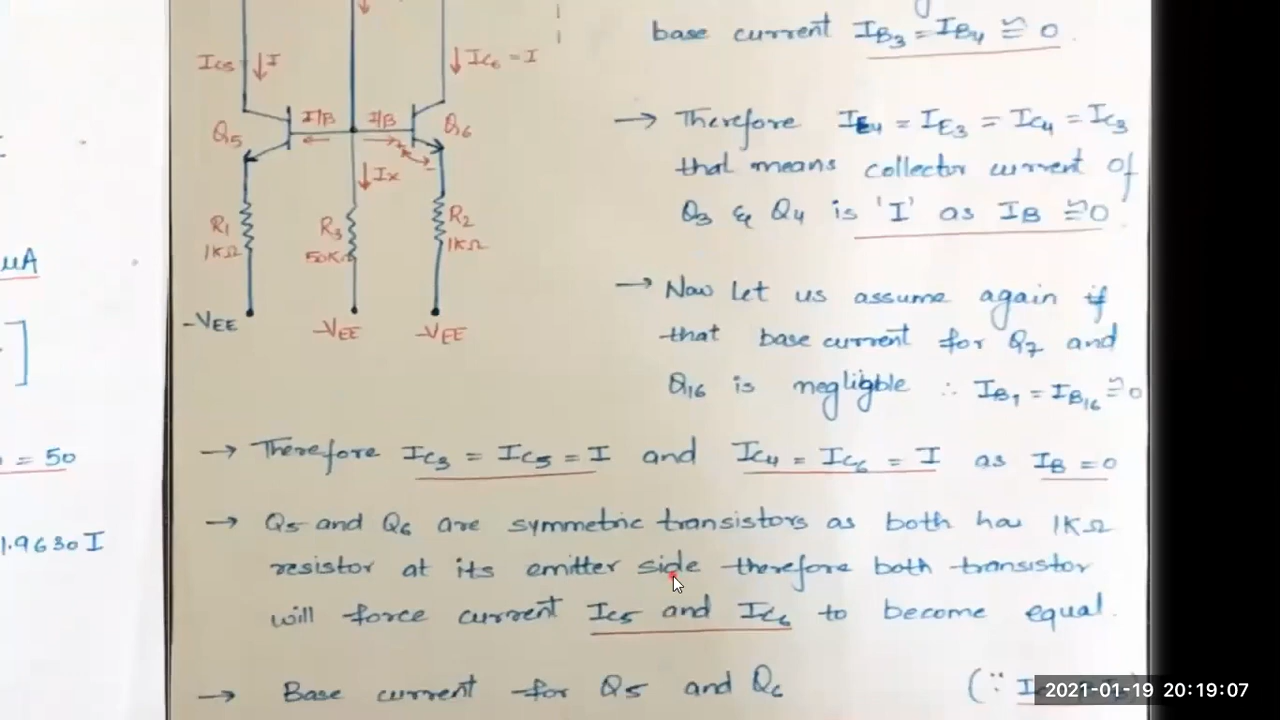 base current IB3 = IB4 ≅ 0
IC5 ↓ I
↓ IC6 = I
Q5
I/β
I/β
Q6
→ Therefore IE4 = IE3 = IC4 = IC3
that means collector current of
Q3 & Q4 is 'I' as IB ≅ 0
↓ Ix
R1
1KΩ
R3
50KΩ
R2
1KΩ
-VEE
-VEE
-VEE
μA
→ Now let us assume again if
that base current for Q7 and
Q16 is negligble ∴ IB7 = IB16 ≅ 0
→ Therefore IC3 = IC5 = I and IC4 = IC6 = I as IB = 0
= 50
→ Q5 and Q6 are symmetric transistors as both ha 1KΩ
1.9630 I
resistor at its emitter side therefore both transistor
will force current IC5 and IC6 to become equal.
→ Base current for Q5 and Q6 (∵
2021-01-19 20:19:07